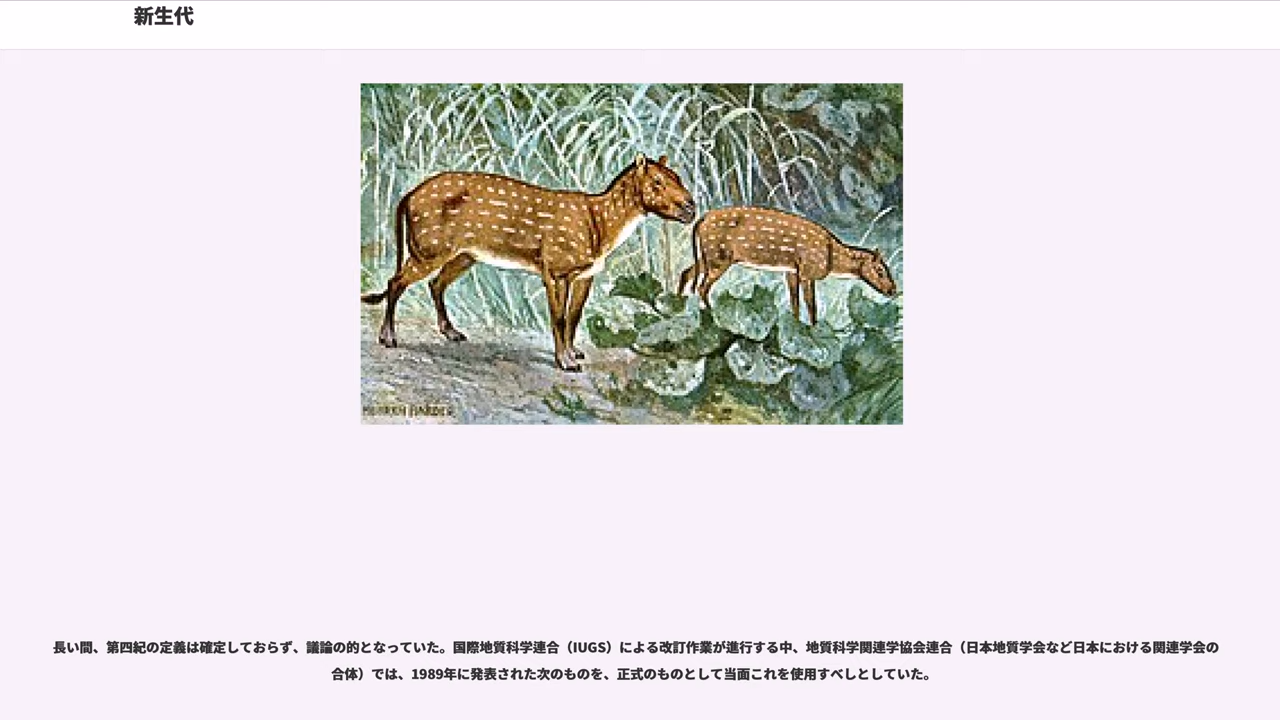 新生代
HEINRICH HARDER
長い間、第四紀の定義は確定しておらず、議論の的となっていた。国際地質科学連合（IUGS）による改訂作業が進行する中、地質科学関連学協会連合（日本地質学会など日本における関連学会の
合体）では、1989年に発表された次のものを、正式のものとして当面これを使用すべしとしていた。